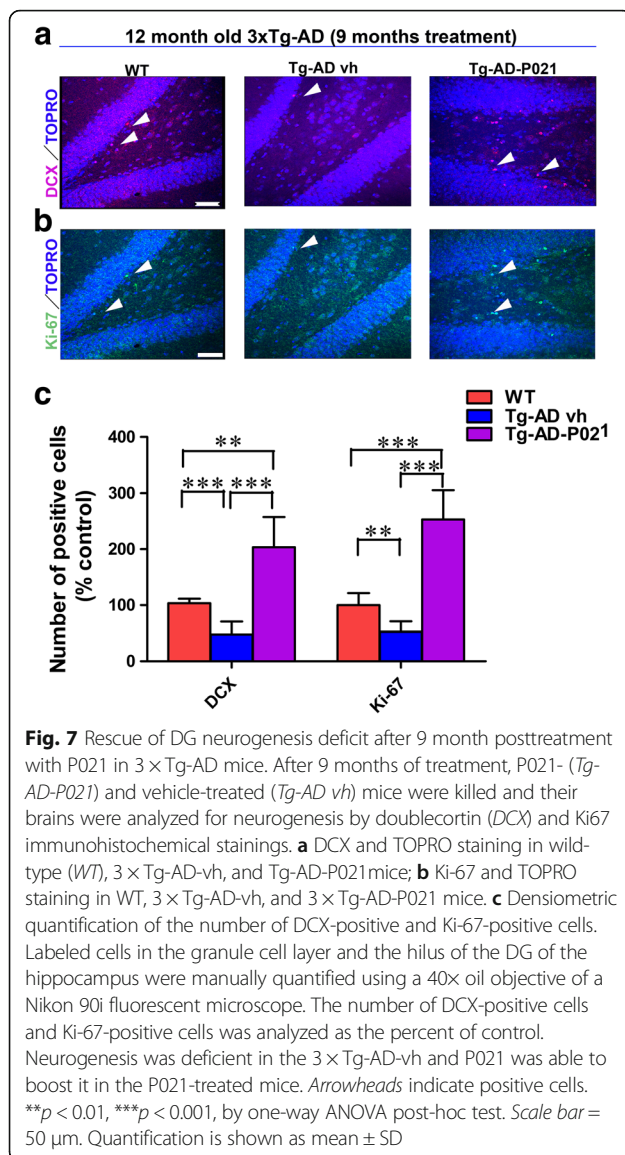 a 12 month old 3xTg-AD (9 months treatment)
WT Tg-AD vh Tg-AD-P021
DCX/TOPRO
b
Ki-67/TOPRO
c
WT
Tg-AD vh
Tg-AD-P021
Number of positive cells
(% control)
400
300
200
100
0
** *** ***
*** *** **
DCX Ki-67
Fig. 7 Rescue of DG neurogenesis deficit after 9 month posttreatment
with P021 in 3 × Tg-AD mice. After 9 months of treatment, P021- (Tg-
AD-P021) and vehicle-treated (Tg-AD vh) mice were killed and their
brains were analyzed for neurogenesis by doublecortin (DCX) and Ki67
immunohistochemical stainings. a DCX and TOPRO staining in wild-
type (WT), 3 × Tg-AD-vh, and Tg-AD-P021mice; b Ki-67 and TOPRO
staining in WT, 3 × Tg-AD-vh, and 3 × Tg-AD-P021 mice. c Densiometric
quantification of the number of DCX-positive and Ki-67-positive cells.
Labeled cells in the granule cell layer and the hilus of the DG of the
hippocampus were manually quantified using a 40× oil objective of a
Nikon 90i fluorescent microscope. The number of DCX-positive cells
and Ki-67-positive cells was analyzed as the percent of control.
Neurogenesis was deficient in the 3 × Tg-AD-vh and P021 was able to
boost it in the P021-treated mice. Arrowheads indicate positive cells.
**p < 0.01, ***p < 0.001, by one-way ANOVA post-hoc test. Scale bar =
50 μm. Quantification is shown as mean ± SD